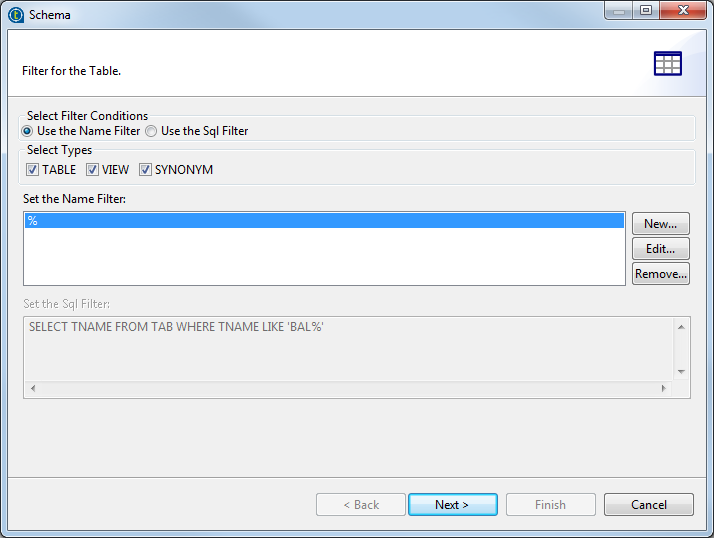 Schema
Filter for the Table.
Select Filter Conditions
Use the Name Filter Use the Sql Filter
Select Types
TABLE VIEW SYNONYM
Set the Name Filter:
%
New...
Edit...
Remove...
Set the Sql Filter:
SELECT TNAME FROM TAB WHERE TNAME LIKE 'BAL%'
< Back Next > Finish Cancel